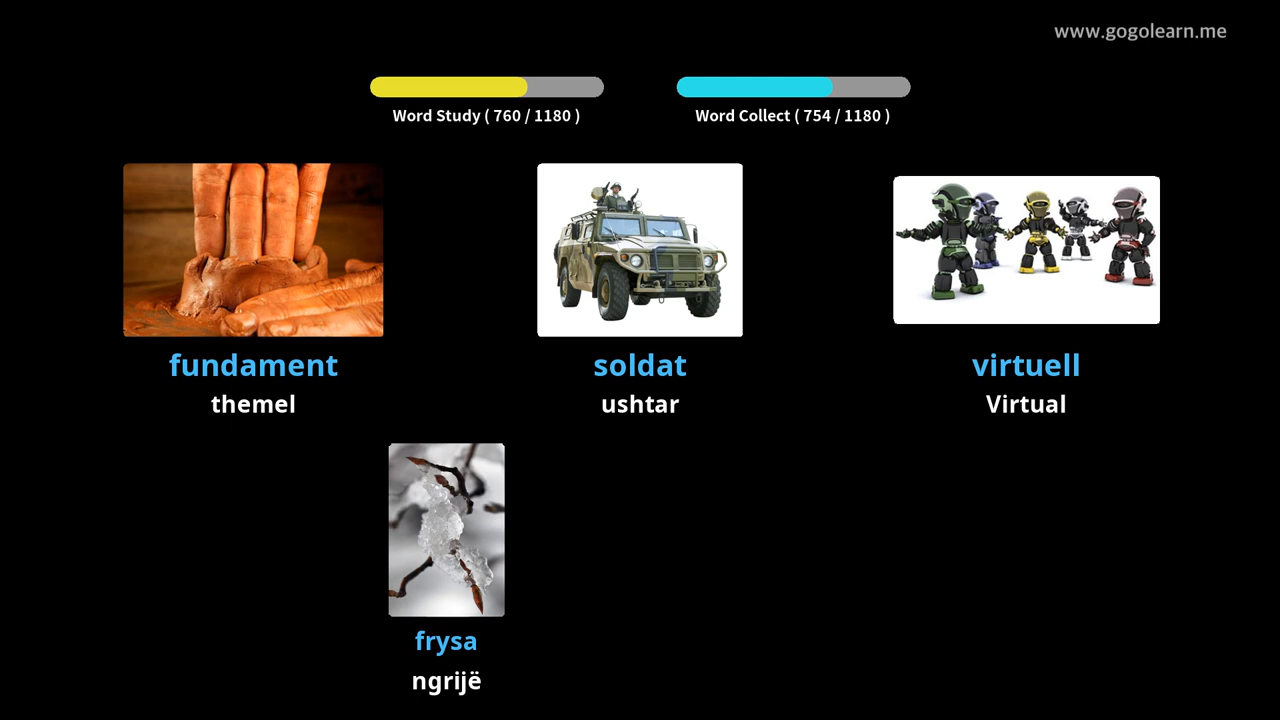 www.gogolearn.me
Word Study ( 760 / 1180 )
Word Collect ( 754 / 1180 )
fundament
themel
soldat
ushtar
virtuell
Virtual
frysa
ngrijë